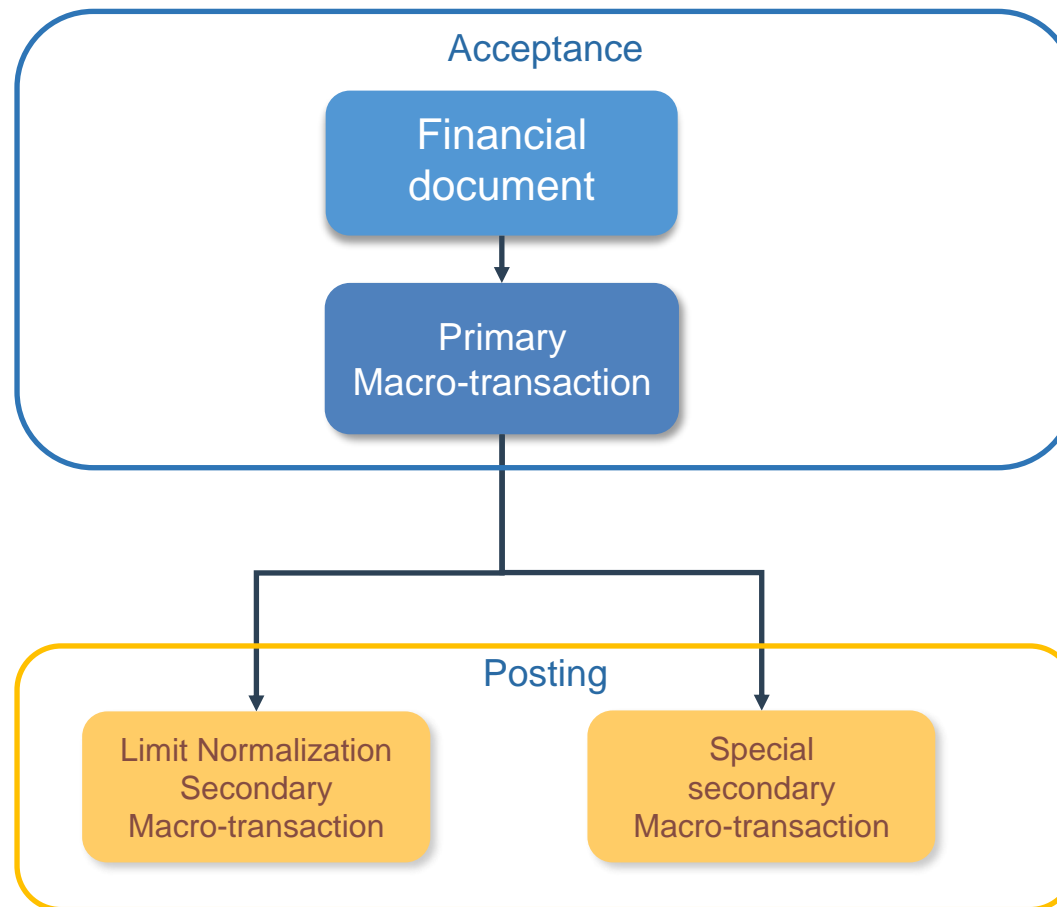 Acceptance
Financial
document
Primary
Macro-transaction
Posting
Limit Normalization
Secondary
Macro-transaction
Special
secondary
Macro-transaction